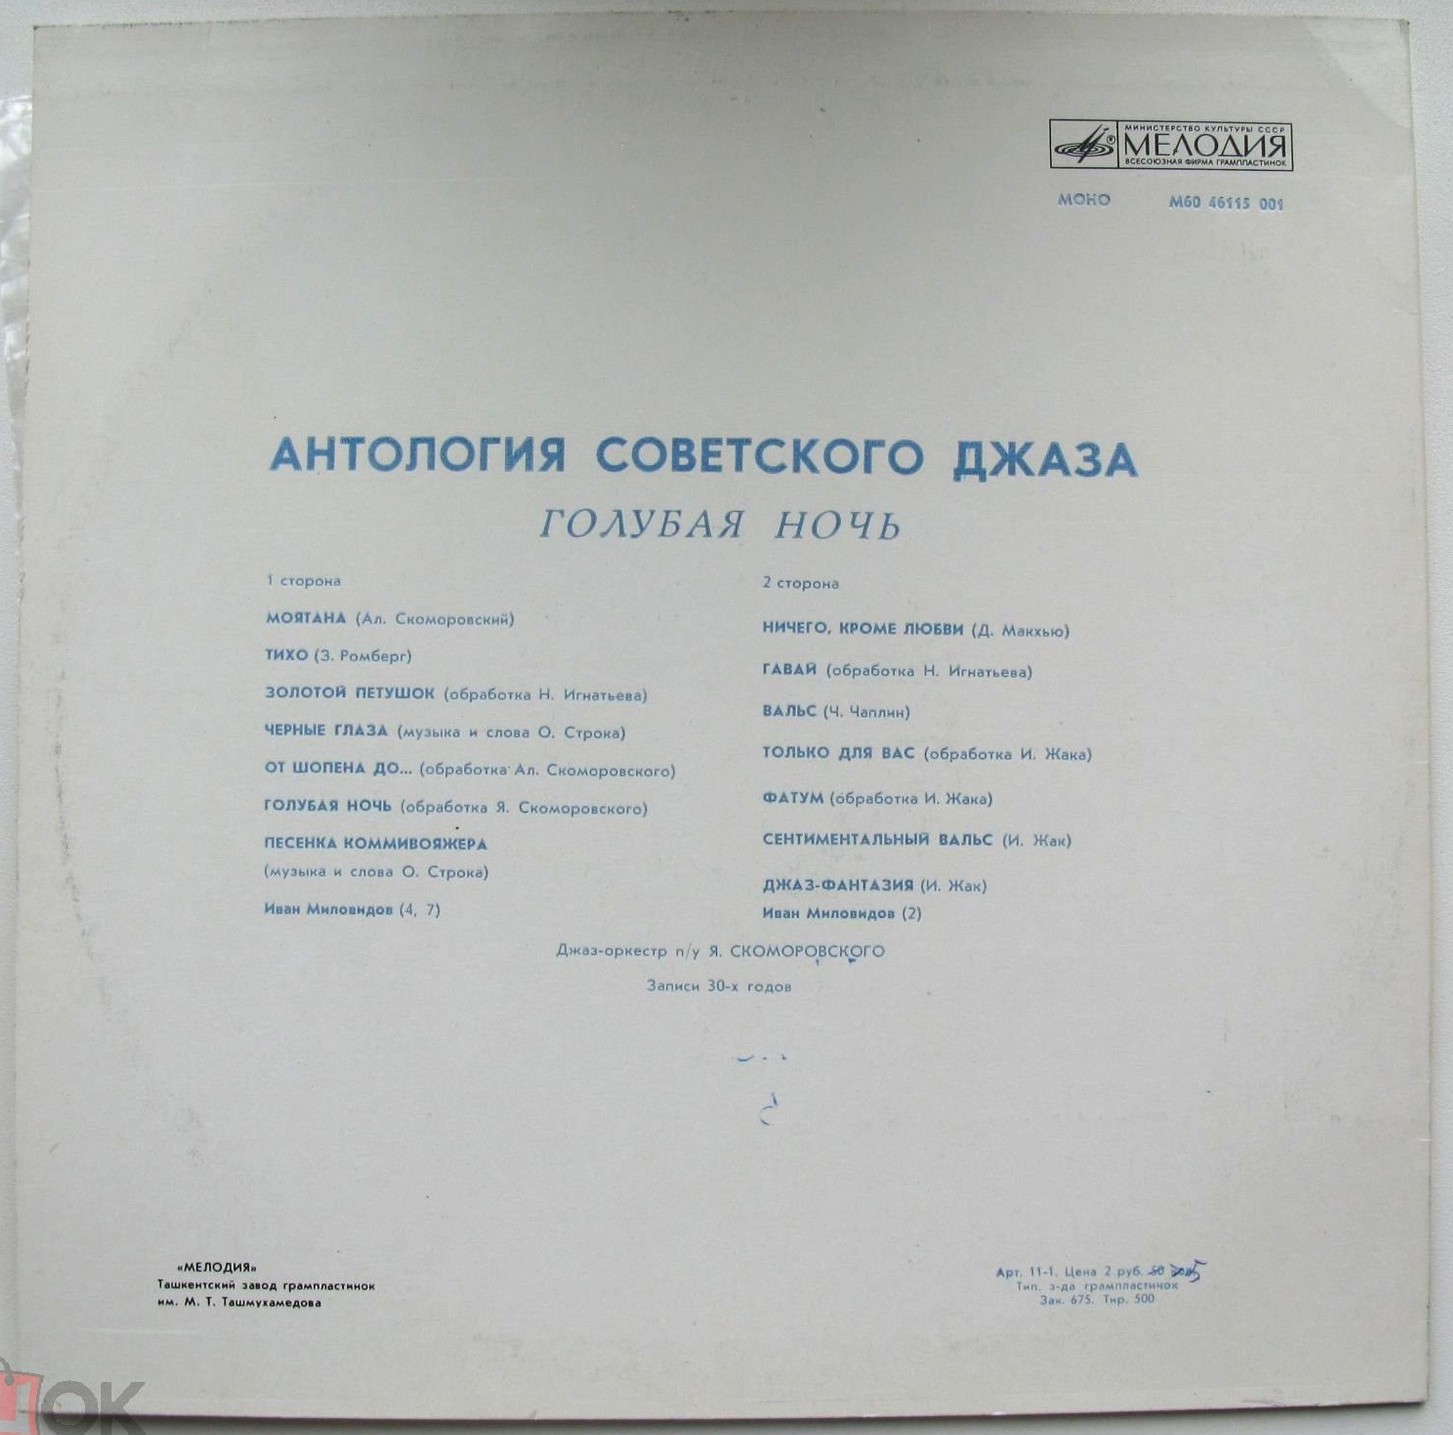 МИНИСТЕРСТВО КУЛЬТУРЫ СССР
МЕЛОДИЯ
ВСЕСОЮЗНАЯ ФИРМА ГРАМПЛАСТИНОК
МОНО М60 46115 001
АНТОЛОГИЯ СОВЕТСКОГО ДЖАЗА
ГОЛУБАЯ НОЧЬ
1 сторона
МОЯТАНА (Ал. Скоморовский)
ТИХО (З. Ромберг)
ЗОЛОТОЙ ПЕТУШОК (обработка Н. Игнатьева)
ЧЕРНЫЕ ГЛАЗА (музыка и слова О. Строка)
ОТ ШОПЕНА ДО... (обработка Ал. Скоморовского)
ГОЛУБАЯ НОЧЬ (обработка Я. Скоморовского)
ПЕСЕНКА КОММИВОЯЖЕРА
(музыка и слова О. Строка)
Иван Миловидов (4, 7)
2 сторона
НИЧЕГО, КРОМЕ ЛЮБВИ (Д. Макхью)
ГАВАЙ (обработка Н. Игнатьева)
ВАЛЬС (Ч. Чаплин)
ТОЛЬКО ДЛЯ ВАС (обработка И. Жака)
ФАТУМ (обработка И. Жака)
СЕНТИМЕНТАЛЬНЫЙ ВАЛЬС (И. Жак)
ДЖАЗ-ФАНТАЗИЯ (И. Жак)
Иван Миловидов (2)
Джаз-оркестр п/у Я. СКОМОРОВСКОГО
Записи 30-х годов
«МЕЛОДИЯ»
Ташкентский завод грампластинок
им. М. Т. Ташмухамедова
Арт. 11-1. Цена 2 руб. 50
Тип. з-да грампластинок
Зак. 675. Тир. 500
ОК